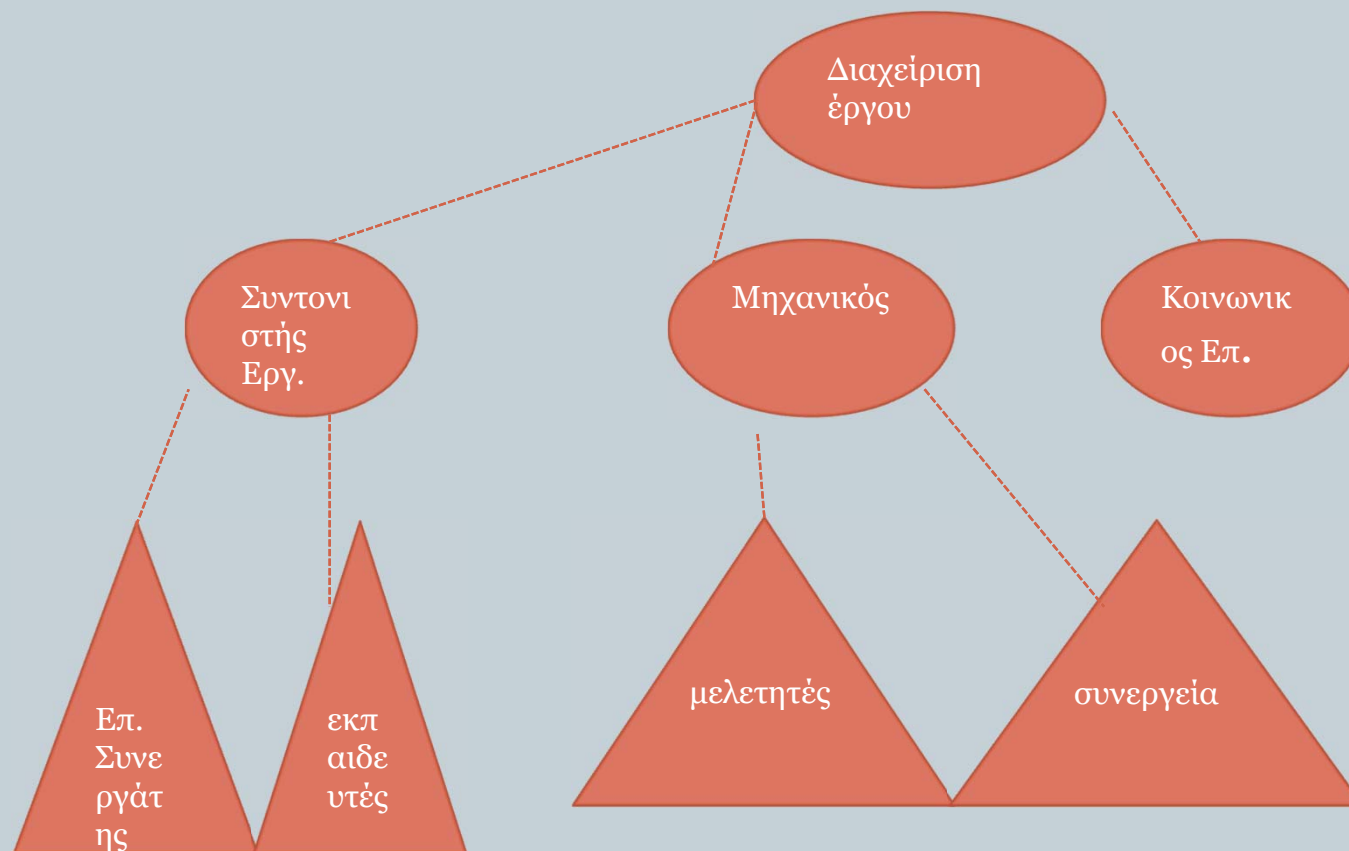 Διαχείριση
έργου
Συντονι
στής
Εργ.
Μηχανικός
Κοινωνικ
ος Επ.
Επ.
Συνε
ργάτ
ης
εκπ
αιδε
υτές
μελετητές
συνεργεία